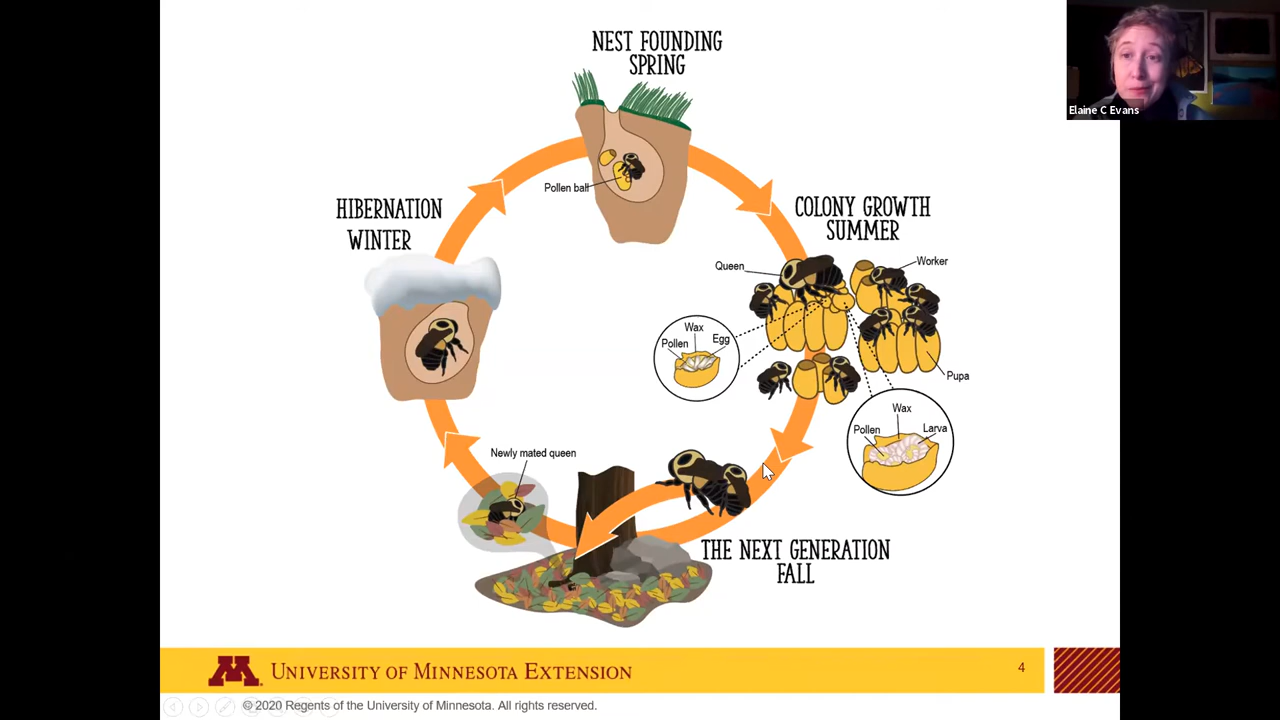 NEST FOUNDING
SPRING
Elaine C Evans
Pollen ball
HIBERNATION
WINTER
COLONY GROWTH
SUMMER
Queen
Worker
Wax
Pollen
Egg
Pupa
Wax
Pollen
Larva
Newly mated queen
THE NEXT GENERATION
FALL
M
UNIVERSITY OF MINNESOTA EXTENSION
4
© 2020 Regents of the University of Minnesota. All rights reserved.